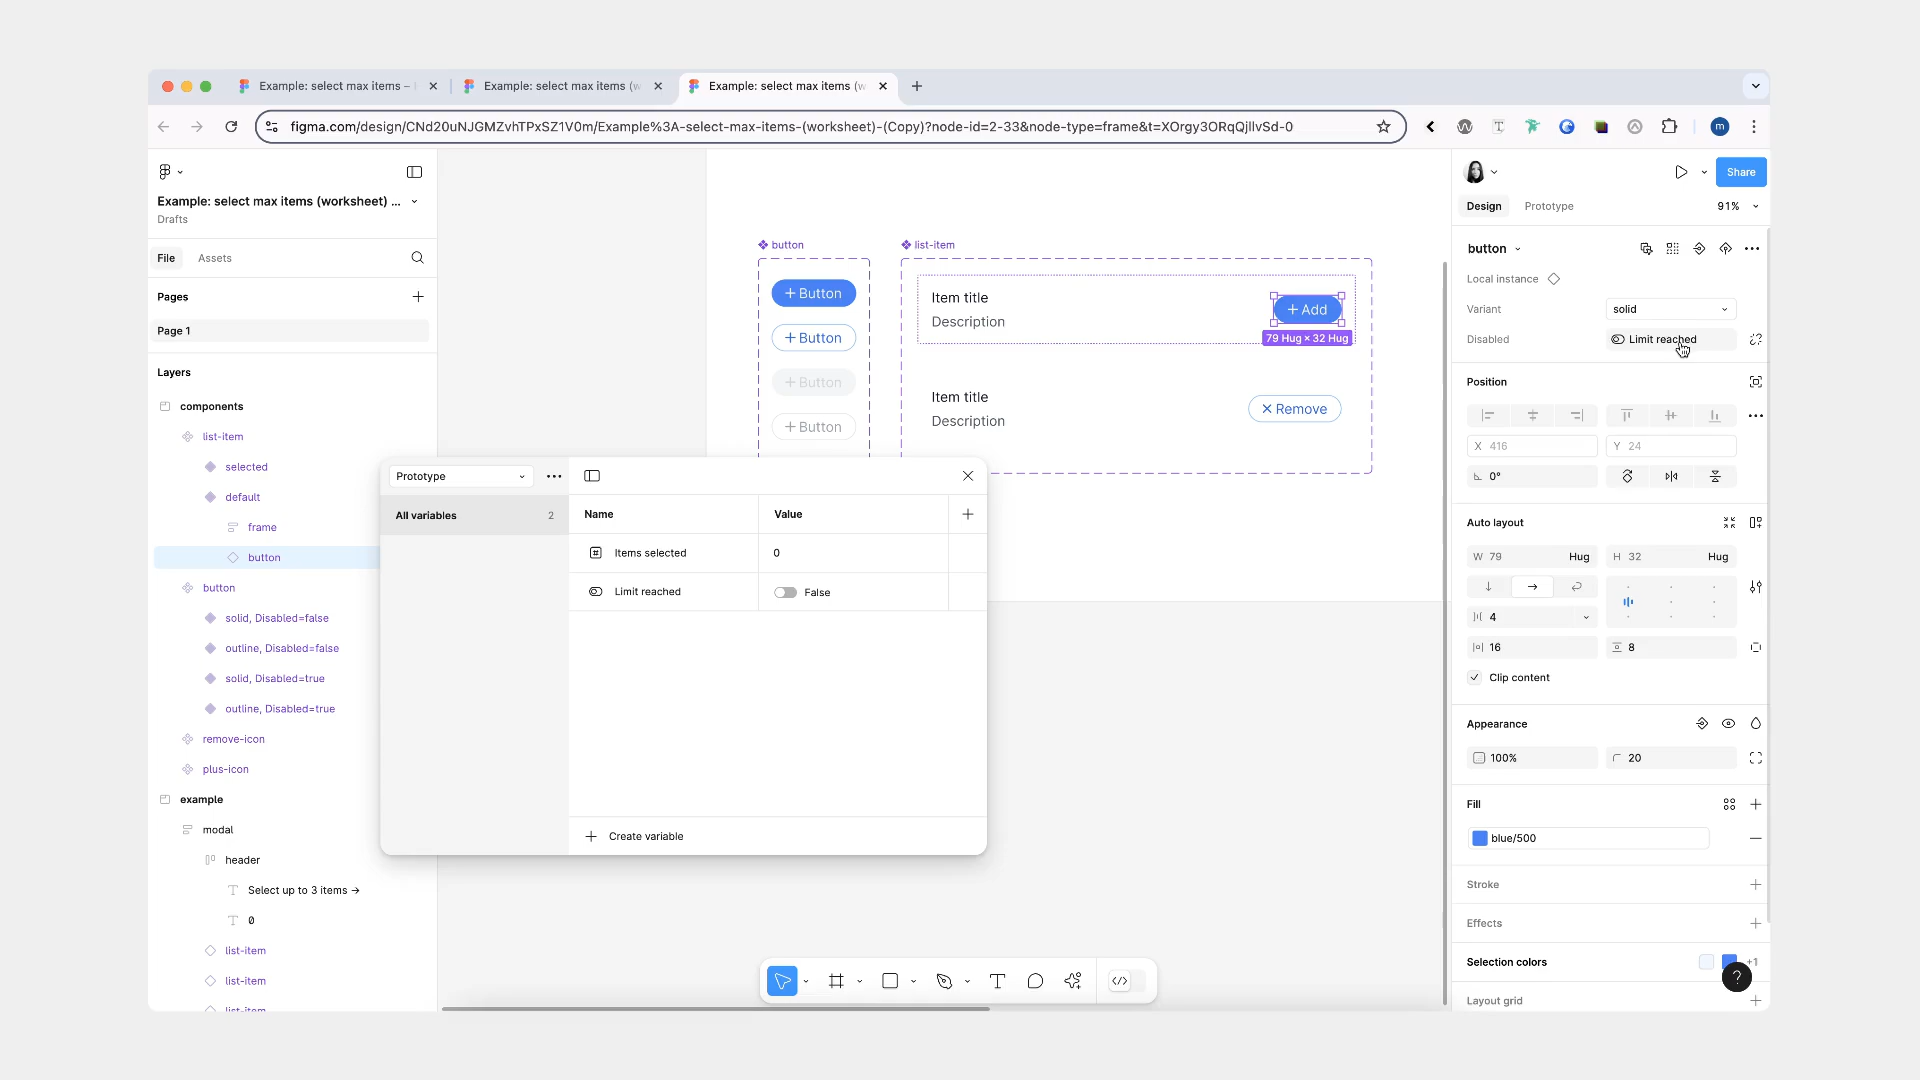 Example: select max items –
Example: select max items (w
Example: select max items (w
figma.com/design/CNd20uNJGMZvhTPxSZ1V0m/Example%3A-select-max-items-(worksheet)-(Copy)?node-id=2-33&node-type=frame&t=XOrgy3ORqQjllvSd-0
m
Example: select max items (worksheet) ...
Drafts
File
Assets
Pages
Page 1
Layers
components
list-item
selected
default
frame
button
button
solid, Disabled=false
outline, Disabled=false
solid, Disabled=true
outline, Disabled=true
remove-icon
plus-icon
example
modal
header
Select up to 3 items →
0
list-item
list-item
list-item
button
+ Button
+ Button
+ Button
+ Button
list-item
Item title
Description
+ Add
79 Hug × 32 Hug
Item title
Description
× Remove
Prototype
All variables
2
Name
Value
Items selected
0
Limit reached
False
Create variable
Share
Design
Prototype
91%
button
Local instance
Variant
solid
Disabled
Limit reached
Position
X 416
Y 24
0°
Auto layout
W 79
Hug
H 32
Hug
4
16
8
Clip content
Appearance
100%
20
Fill
blue/500
Stroke
Effects
Selection colors
+1
?
Layout grid